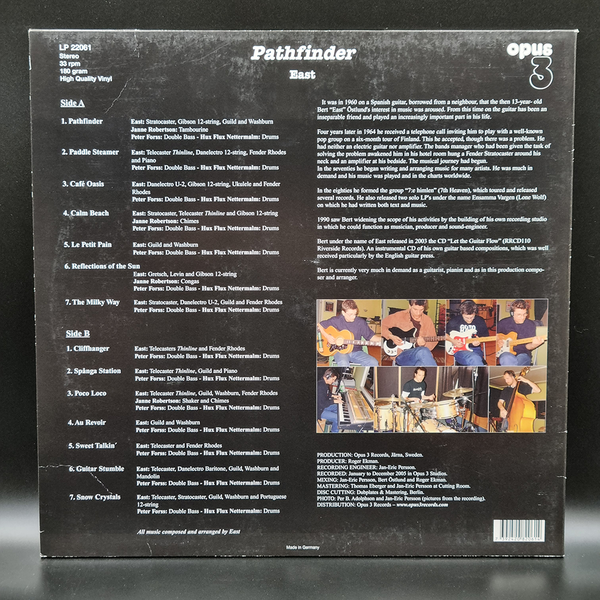 LP 22061
Stereo
33 rpm
180 gram
High Quality Vinyl
Pathfinder
East
opus
3
Side A
1. Pathfinder
East: Stratocaster, Gibson 12-string, Guild and Washburn
Janne Robertson: Tambourine
Peter Forss: Double Bass - Hux Flux Nettermalm: Drums
2. Paddle Steamer
East: Telecaster Thinline, Danelectro 12-string, Fender Rhodes
and Piano
Peter Forss: Double Bass - Hux Flux Nettermalm: Drums
3. Café Oasis
East: Danelectro U-2, Gibson 12-string, Ukulele and Fender
Rhodes
Peter Forss: Double Bass - Hux Flux Nettermalm: Drums
4. Calm Beach
East: Stratocaster, Telecaster Thinline and Gibson 12-string
Janne Robertson: Chimes
Peter Forss: Double Bass - Hux Flux Nettermalm: Drums
5. Le Petit Pain
East: Guild and Washburn
Peter Forss: Double Bass - Hux Flux Nettermalm: Drums
6. Reflections of the Sun
East: Gretsch, Levin and Gibson 12-string
Janne Robertson: Congas
Peter Forss: Double Bass - Hux Flux Nettermalm: Drums
7. The Milky Way
East: Stratocaster, Danelectro U-2, Guild and Fender Rhodes
Peter Forss: Double Bass - Hux Flux Nettermalm: Drums
Side B
1. Cliffhanger
East: Telecasters Thinline and Fender Rhodes
Peter Forss: Double Bass - Hux Flux Nettermalm: Drums
2. Spånga Station
East: Telecaster Thinline, Guild and Piano
Peter Forss: Double Bass - Hux Flux Nettermalm: Drums
3. Poco Loco
East: Telecaster Thinline, Guild, Washburn, Fender Rhodes
Janne Robertson: Shaker and Chimes
Peter Forss: Double Bass - Hux Flux Nettermalm: Drums
4. Au Revoir
East: Guild and Washburn
Peter Forss: Double Bass - Hux Flux Nettermalm: Drums
5. Sweet Talkin'
East: Telecaster and Fender Rhodes
Peter Forss: Double Bass - Hux Flux Nettermalm: Drums
6. Guitar Stumble
East: Telecaster, Danelectro Baritone, Guild, Washburn and
Mandelin
Peter Forss: Double Bass - Hux Flux Nettermalm: Drums
7. Snow Crystals
East: Telecaster, Stratocaster, Guild, Washburn and Portuguese
12-string
Peter Forss: Double Bass - Hux Flux Nettermalm: Drums
All music composed and arranged by East
It was in 1960 on a Spanish guitar, borrowed from a neighbour, that the then 13-year- old
Bert "East" Östlund's interest in music was aroused. From this time on the guitar has been an
inseparable friend and played an increasingly important part in his life.
Four years later in 1964 he received a telephone call inviting him to play with a well-known
pop group on a six-month tour of Finland. This he accepted, though there was a problem. He
had neither an electric guitar nor amplifier. The bands manager who had been given the task of
solving the problem awakened him in his hotel room hung a Fender Stratocaster around his
neck and an amplifier at his bedside. The musical journey had begun.
In the seventies he began writing and arranging music for many artists. He was much in
demand and his music was played and in the charts worldwide.
In the eighties he formed the group "7:e himlen" (7th Heaven), which toured and released
several records. He also released two solo LP's under the name Ensamma Vargen (Lone Wolf)
on which he had written both text and music.
1990 saw Bert widening the scope of his activities by the building of his own recording studio
in which he could function as musician, producer and sound-engineer.
Bert under the name of East released in 2003 the CD "Let the Guitar Flow" (RRCD110
Riverside Records). An instrumental CD of his own guitar based compositions, which was well
received particularly by the English guitar press.
Bert is currently very much in demand as a guitarist, pianist and as in this production compo-
ser and arranger.
PRODUCTION: Opus 3 Records, Järna, Sweden.
PRODUCER: Roger Ekman.
RECORDING ENGINEER: Jan-Eric Persson.
RECORDED: January to December 2005 in Opus 3 Studios.
MIXING: Jan-Eric Persson, Bert Östlund and Roger Ekman.
MASTERING: Thomas Eberger and Jan-Eric Persson at Cutting Room.
DISC CUTTING: Dubplates & Mastering, Berlin.
PHOTO: Per B. Adolphson and Jan-Eric Persson (pictures from the recording).
DISTRIBUTION: Opus 3 Records – www.opus3records.com
Made in Germany